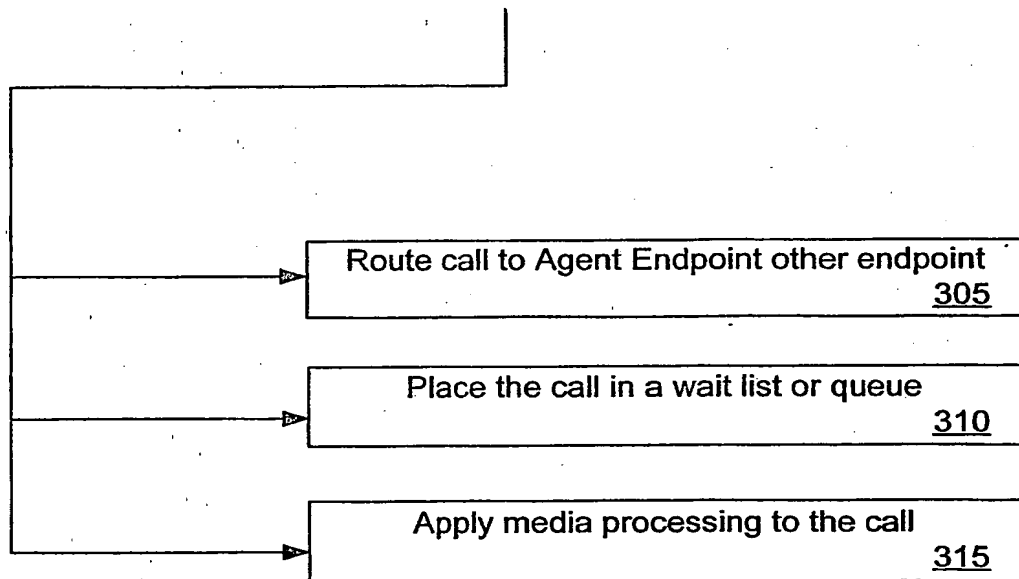 Route call to Agent Endpoint other endpoint
305
Place the call in a wait list or queue
310
Apply media processing to the call
315